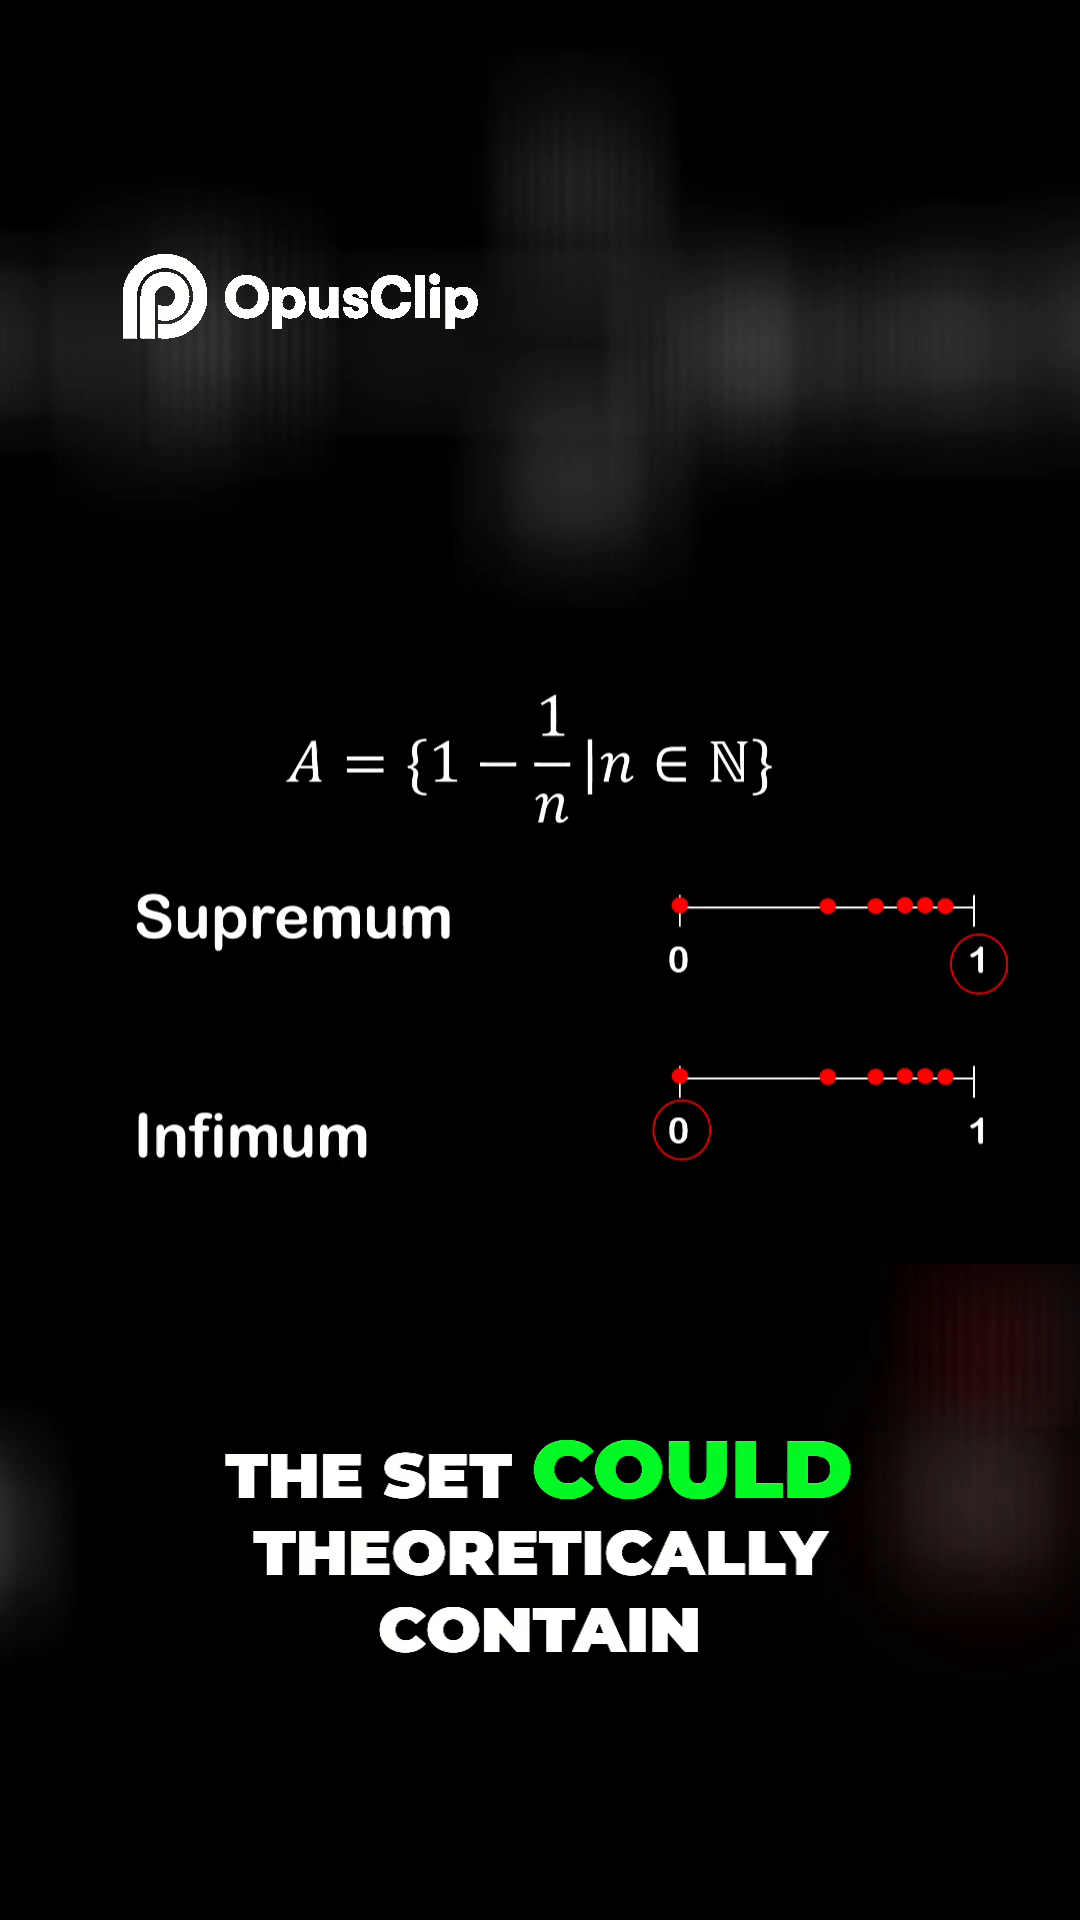 OpusClip
A = {1 − 1/n |n ∈ ℕ}
Supremum
0 1
Infimum
0 1
THE SET COULD
THEORETICALLY
CONTAIN